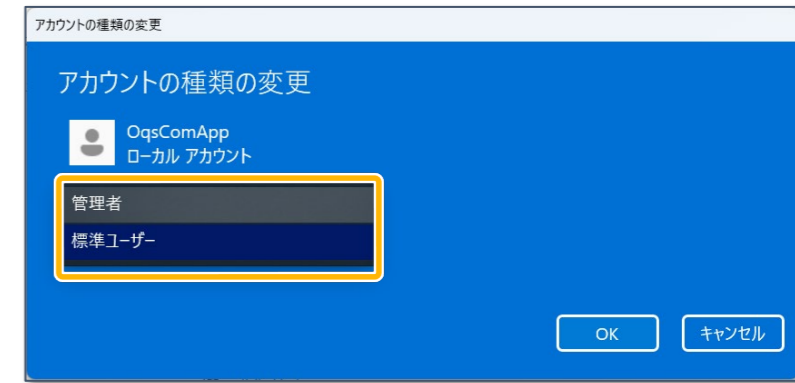 アカウントの種類の変更
アカウントの種類の変更
OqsComApp
ローカル アカウント
管理者
標準ユーザー
OK
キャンセル